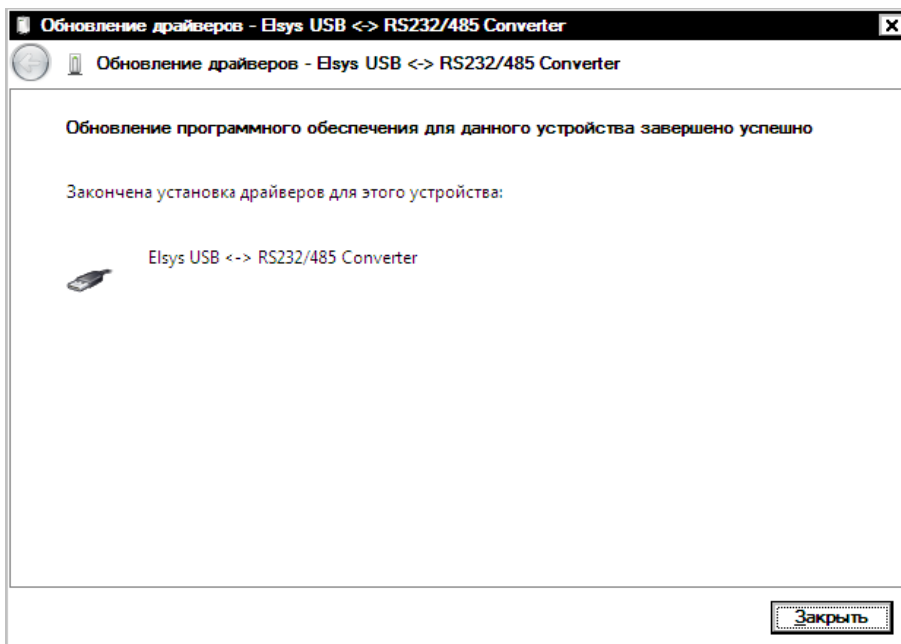 Обновление драйверов - Elsys USB <-> RS232/485 Converter
Обновление драйверов - Elsys USB <-> RS232/485 Converter
Обновление программного обеспечения для данного устройства завершено успешно
Закончена установка драйверов для этого устройства:
Elsys USB <-> RS232/485 Converter
Закрыть